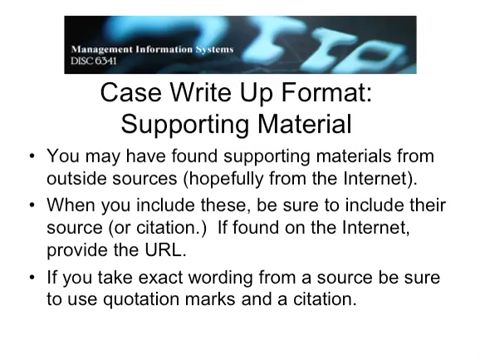 Management Information Systems
DISC 6341
Case Write Up Format:
Supporting Material
• You may have found supporting materials from
outside sources (hopefully from the Internet).
• When you include these, be sure to include their
source (or citation.)  If found on the Internet,
provide the URL.
• If you take exact wording from a source be sure
to use quotation marks and a citation.